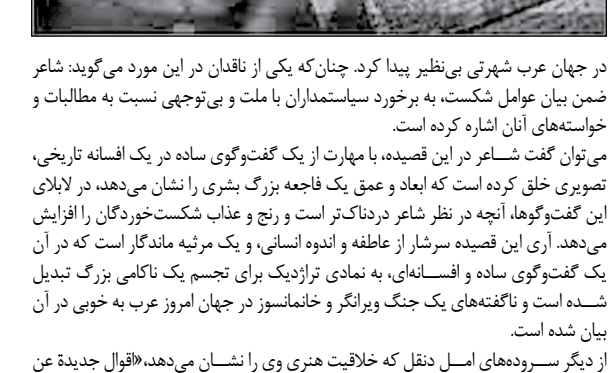 در جهان عرب شهرتی بی‌نظیر پیدا کرد. چنان‌که یکی از ناقدان در این مورد می‌گوید: شاعر
ضمن بیان عوامل شکست، به برخورد سیاستمداران با ملت و بی‌توجهی نسبت به مطالبات و
خواسته‌های آنان اشاره کرده است.
می‌توان گفت شاعر در این قصیده، با مهارت از یک گفت‌وگوی ساده در یک افسانه تاریخی،
تصویری خلق کرده است که ابعاد و عمق یک فاجعه بزرگ بشری را نشان می‌دهد، در لابلای
این گفت‌وگوها، آنچه در نظر شاعر دردناک‌تر است و رنج و عذاب شکست‌خوردگان را افزایش
می‌دهد. آری این قصیده سرشار از عاطفه و اندوه انسانی، و یک مرثیه ماندگار است که در آن
یک گفت‌وگوی ساده و افسانه‌ای، به نمادی تراژدیک برای تجسم یک ناکامی بزرگ تبدیل
شده است و ناگفته‌های یک جنگ ویرانگر و خانمانسوز در جهان امروز عرب به خوبی در آن
بیان شده است.
از دیگر سروده‌های امل دنقل که خلاقیت هنری وی را نشان می‌دهد،«اقوال جدیدة عن